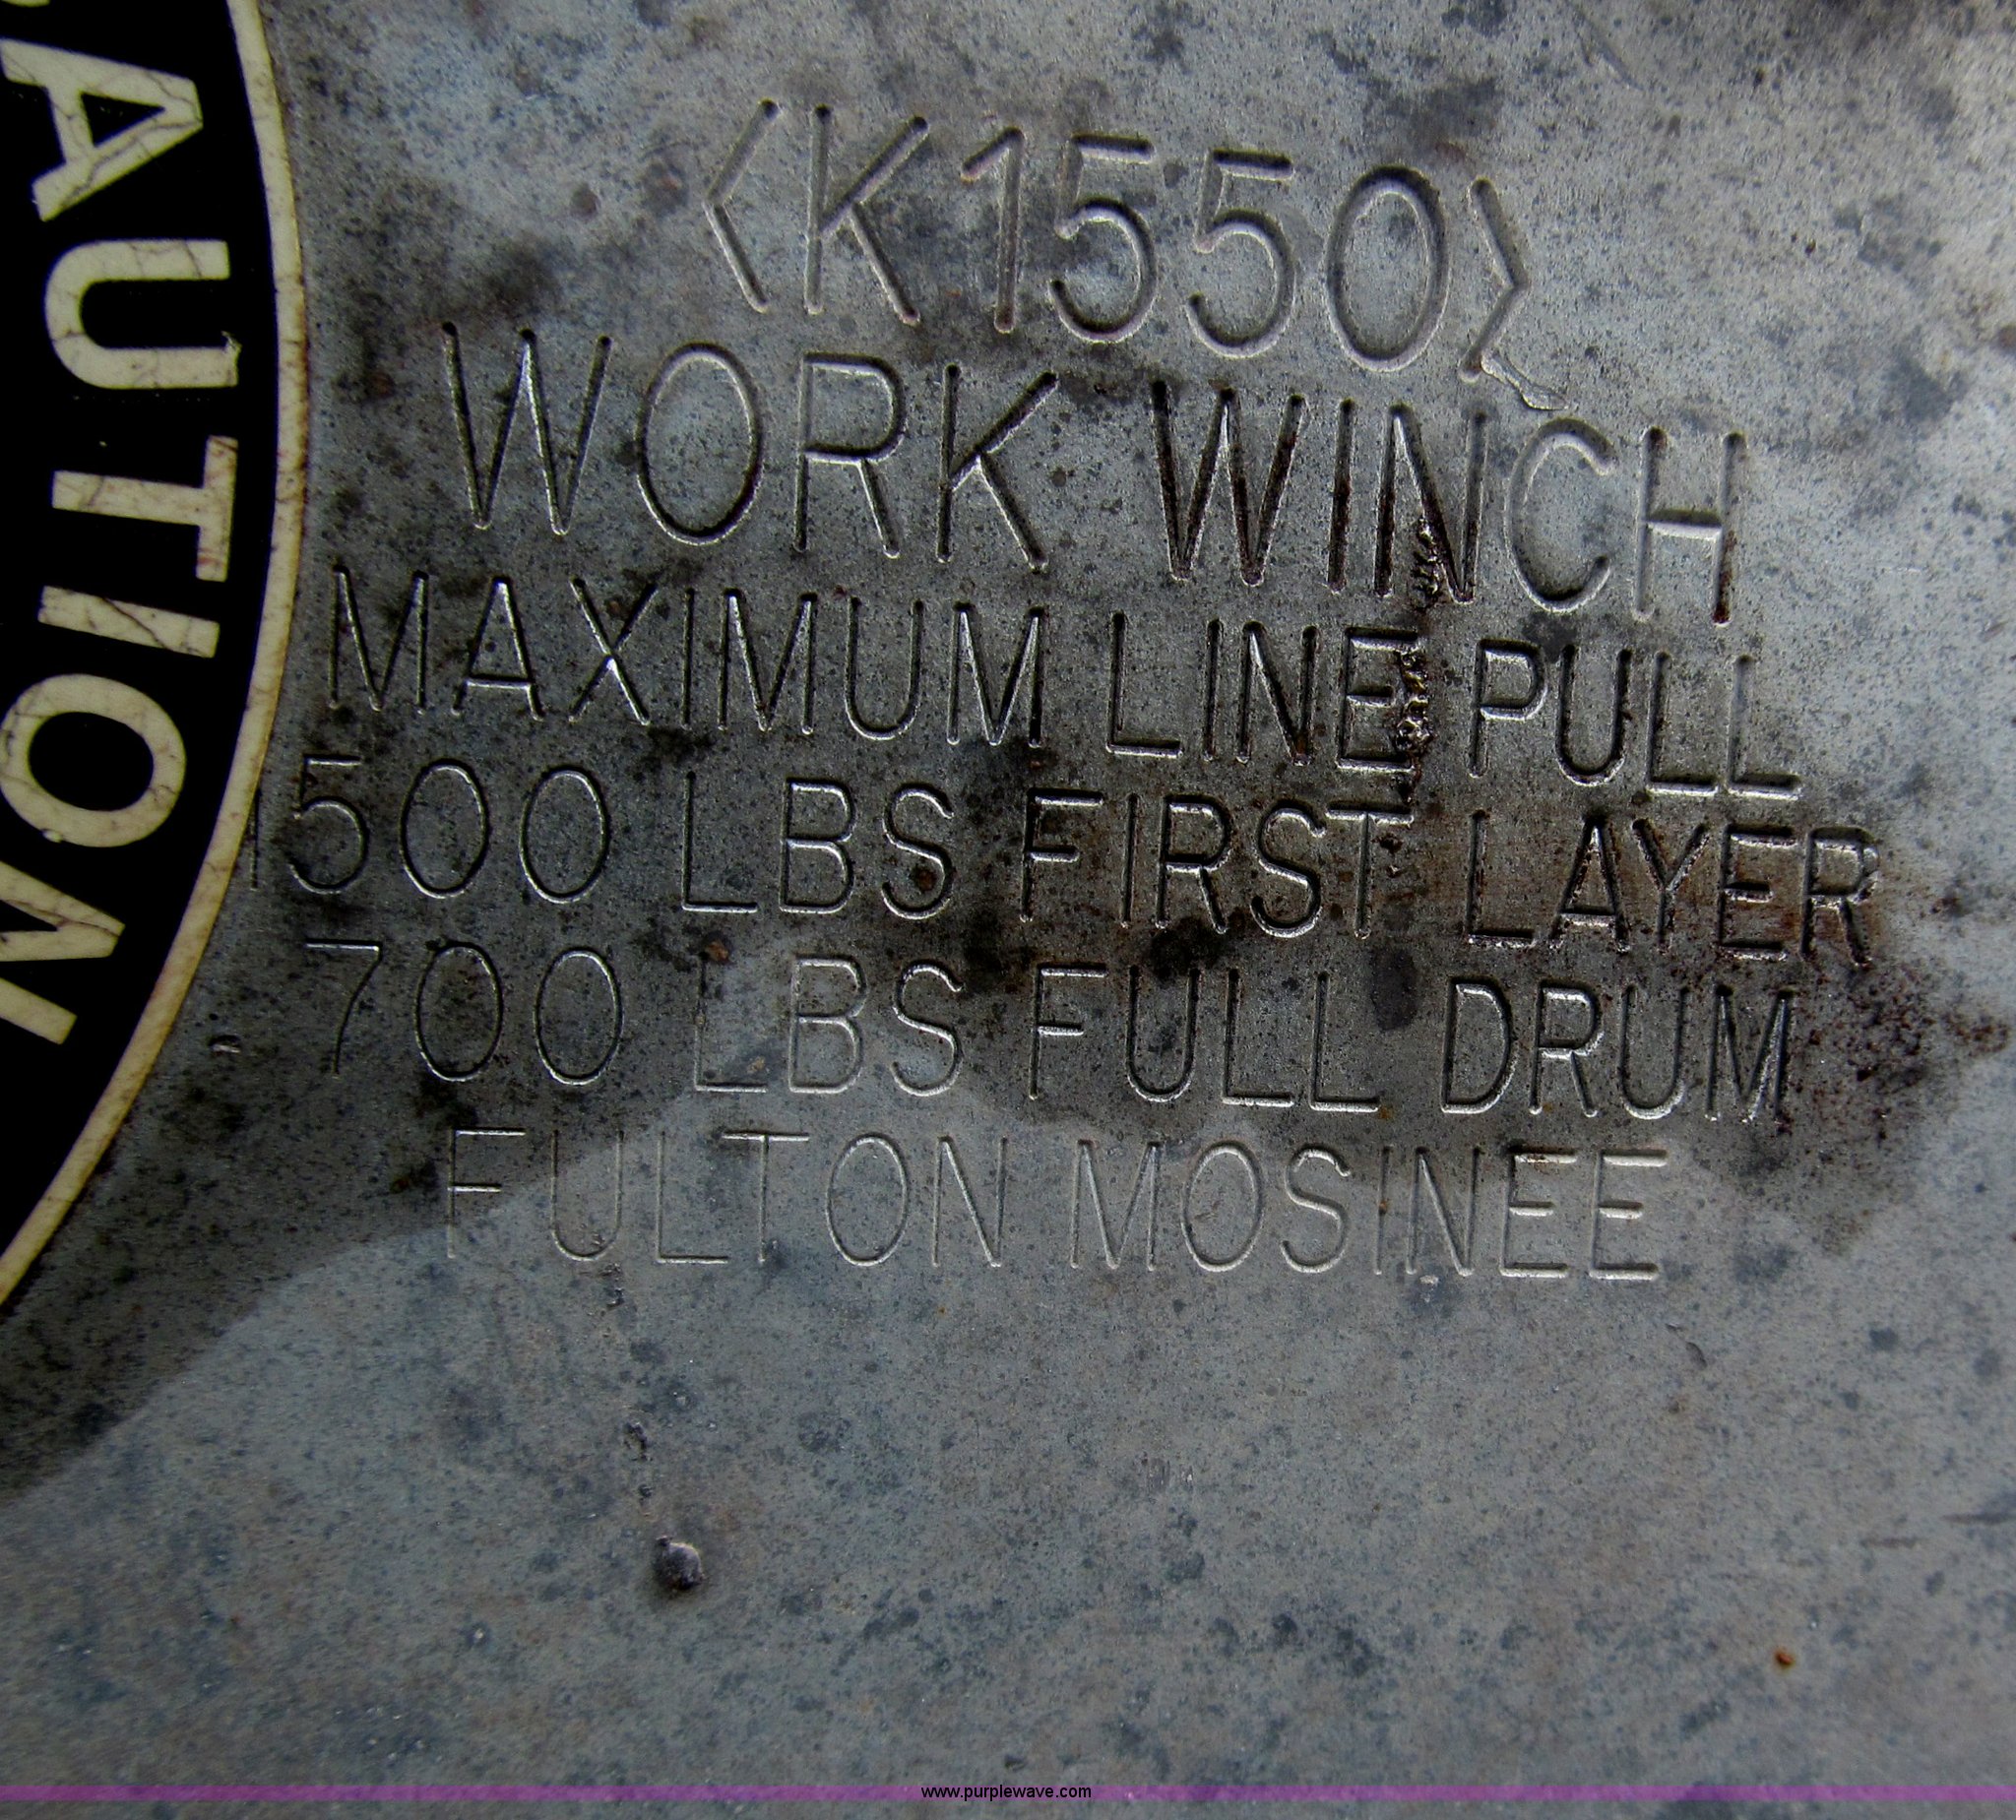 CAUTION
<K1550>
WORK WINCH
MAXIMUM LINE PULL
1500 LBS FIRST LAYER
700 LBS FULL DRUM
FULTON MOSINEE
www.purplewave.com